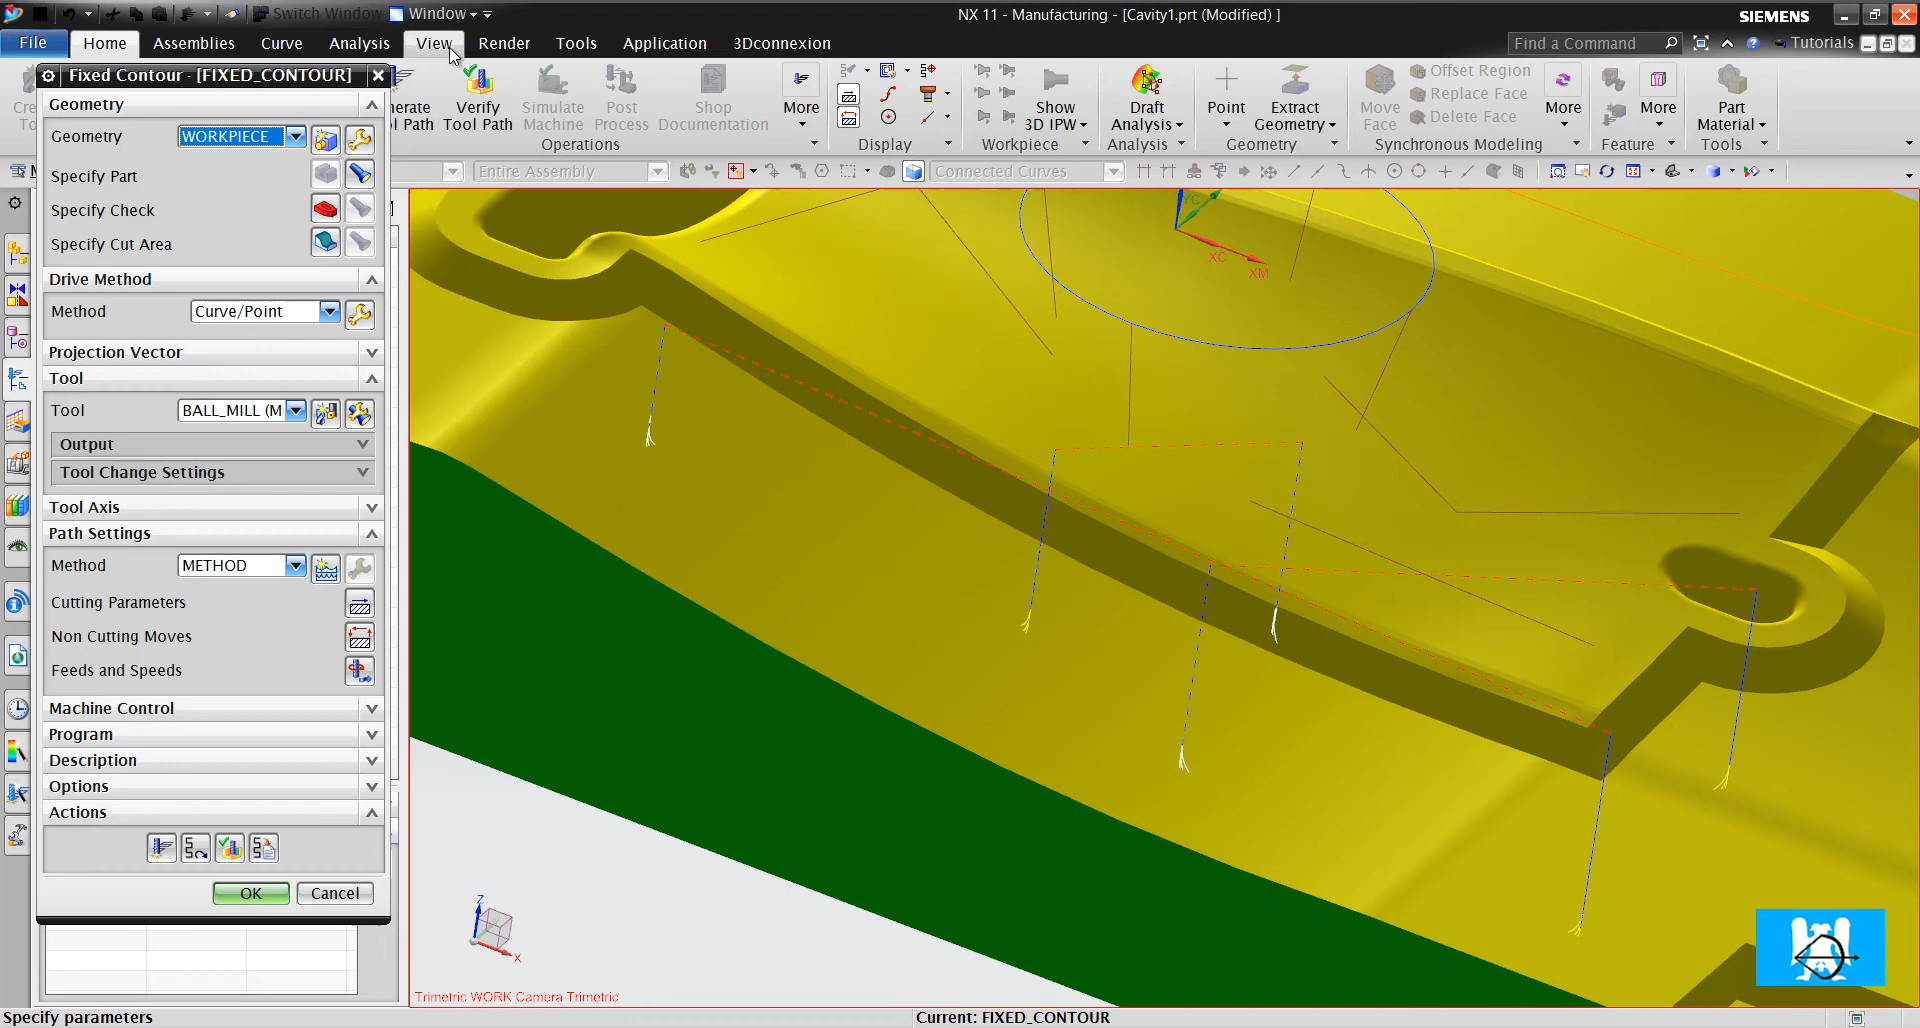 Switch Window Window NX 11 - Manufacturing - [Cavity1.prt (Modified) ] SIEMENS
File Home Assemblies Curve Analysis View Render Tools Application 3Dconnexion Find a Command Tutorials
Fixed Contour - [FIXED_CONTOUR]
Verify Tool Path
Simulate Machine
Post Process
Shop Documentation
More
Operations
Display
Show 3D IPW
Workpiece
Draft Analysis
Analysis
Point
Extract Geometry
Geometry
Move Face
Offset Region
Replace Face
Delete Face
More
Synchronous Modeling
More
Feature
Part Material
Tools
Entire Assembly
Connected Curves
Geometry
Geometry WORKPIECE
Specify Part
Specify Check
Specify Cut Area
Drive Method
Method Curve/Point
Projection Vector
Tool
Tool BALL_MILL (M
Output
Tool Change Settings
Tool Axis
Path Settings
Method METHOD
Cutting Parameters
Non Cutting Moves
Feeds and Speeds
Machine Control
Program
Description
Options
Actions
OK Cancel
YC
XC
XM
Z
X
Trimetric WORK Camera Trimetric
Specify parameters
Current: FIXED_CONTOUR